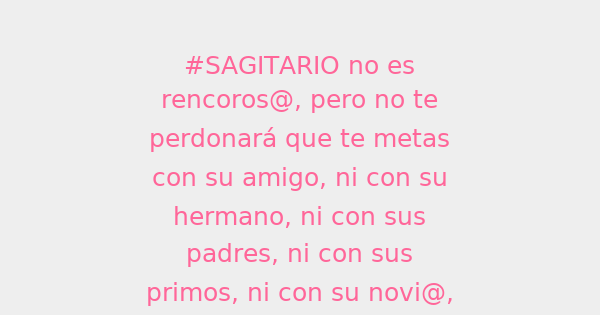 #SAGITARIO no es
rencoros@, pero no te
perdonará que te metas
con su amigo, ni con su
hermano, ni con sus
padres, ni con sus
primos, ni con su novi@,